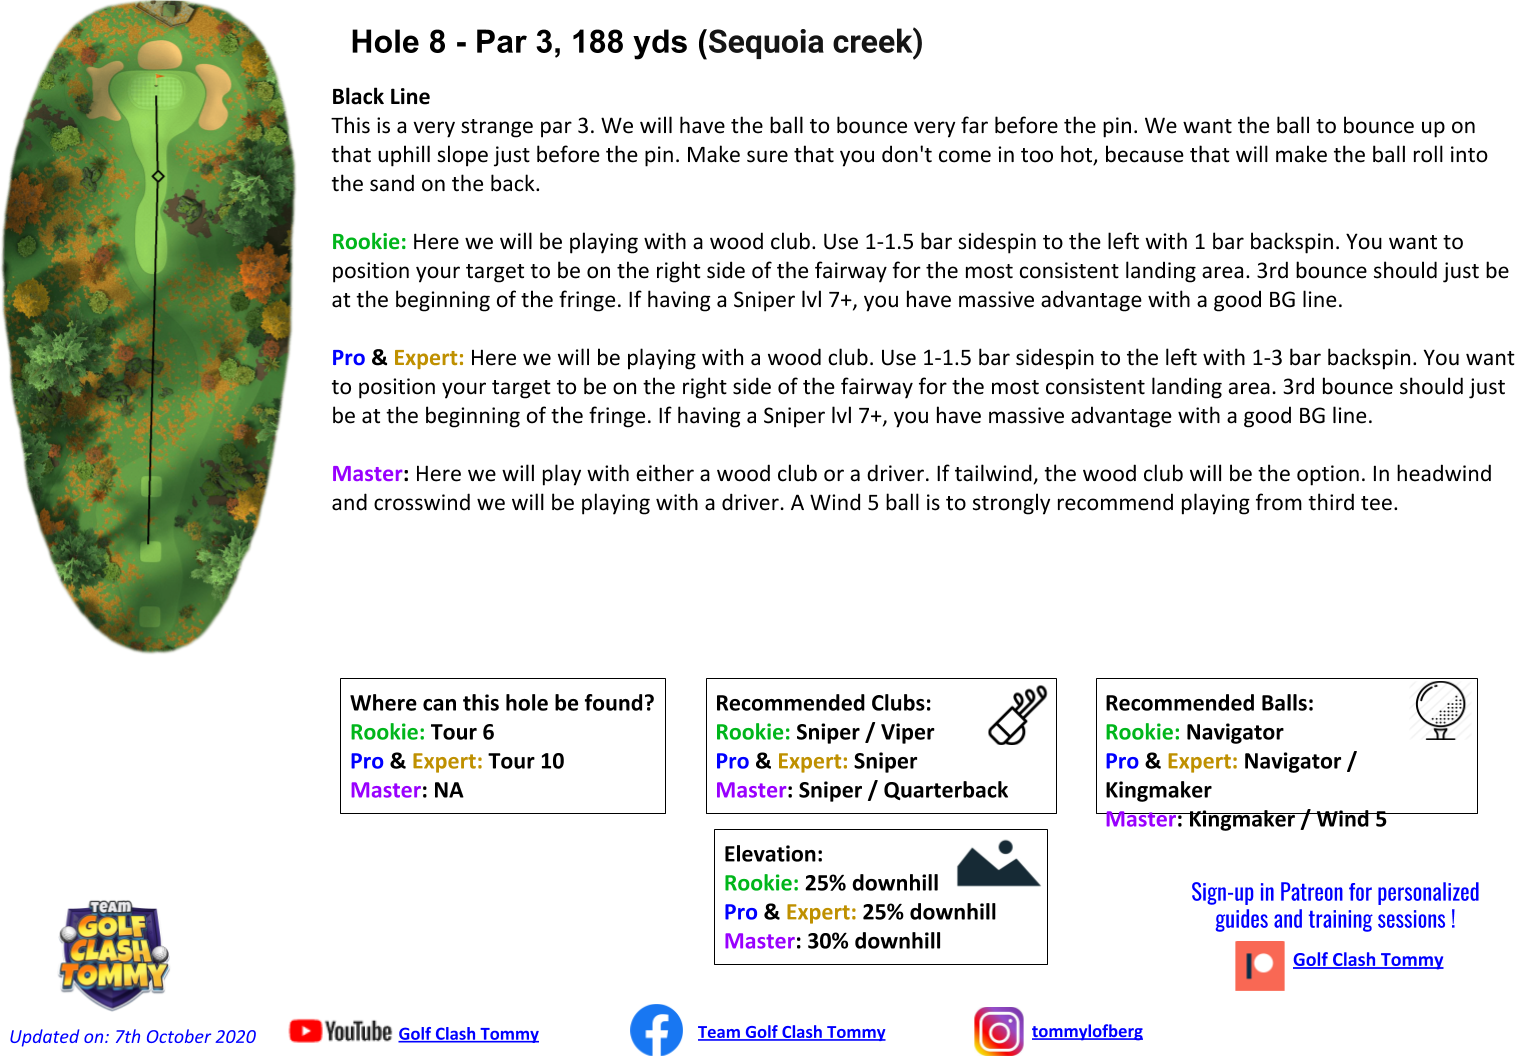 Hole 8 - Par 3, 188 yds (Sequoia creek)
Black Line
This is a very strange par 3. We will have the ball to bounce very far before the pin. We want the ball to bounce up on
that uphill slope just before the pin. Make sure that you don't come in too hot, because that will make the ball roll into
the sand on the back.
Rookie: Here we will be playing with a wood club. Use 1-1.5 bar sidespin to the left with 1 bar backspin. You want to
position your target to be on the right side of the fairway for the most consistent landing area. 3rd bounce should just be
at the beginning of the fringe. If having a Sniper lvl 7+, you have massive advantage with a good BG line.
Pro & Expert: Here we will be playing with a wood club. Use 1-1.5 bar sidespin to the left with 1-3 bar backspin. You want
to position your target to be on the right side of the fairway for the most consistent landing area. 3rd bounce should just
be at the beginning of the fringe. If having a Sniper lvl 7+, you have massive advantage with a good BG line.
Master: Here we will play with either a wood club or a driver. If tailwind, the wood club will be the option. In headwind
and crosswind we will be playing with a driver. A Wind 5 ball is to strongly recommend playing from third tee.
Where can this hole be found?
Rookie: Tour 6
Pro & Expert: Tour 10
Master: NA
Recommended Clubs:
Rookie: Sniper / Viper
Pro & Expert: Sniper
Master: Sniper / Quarterback
Recommended Balls:
Rookie: Navigator
Pro & Expert: Navigator /
Kingmaker
Master: Kingmaker / Wind 5
Elevation:
Rookie: 25% downhill
Pro & Expert: 25% downhill
Master: 30% downhill
Sign-up in Patreon for personalized
guides and training sessions !
Golf Clash Tommy
TEAM
GOLF
CLASH
TOMMY
Updated on: 7th October 2020
YouTube Golf Clash Tommy
Team Golf Clash Tommy
tommylofberg